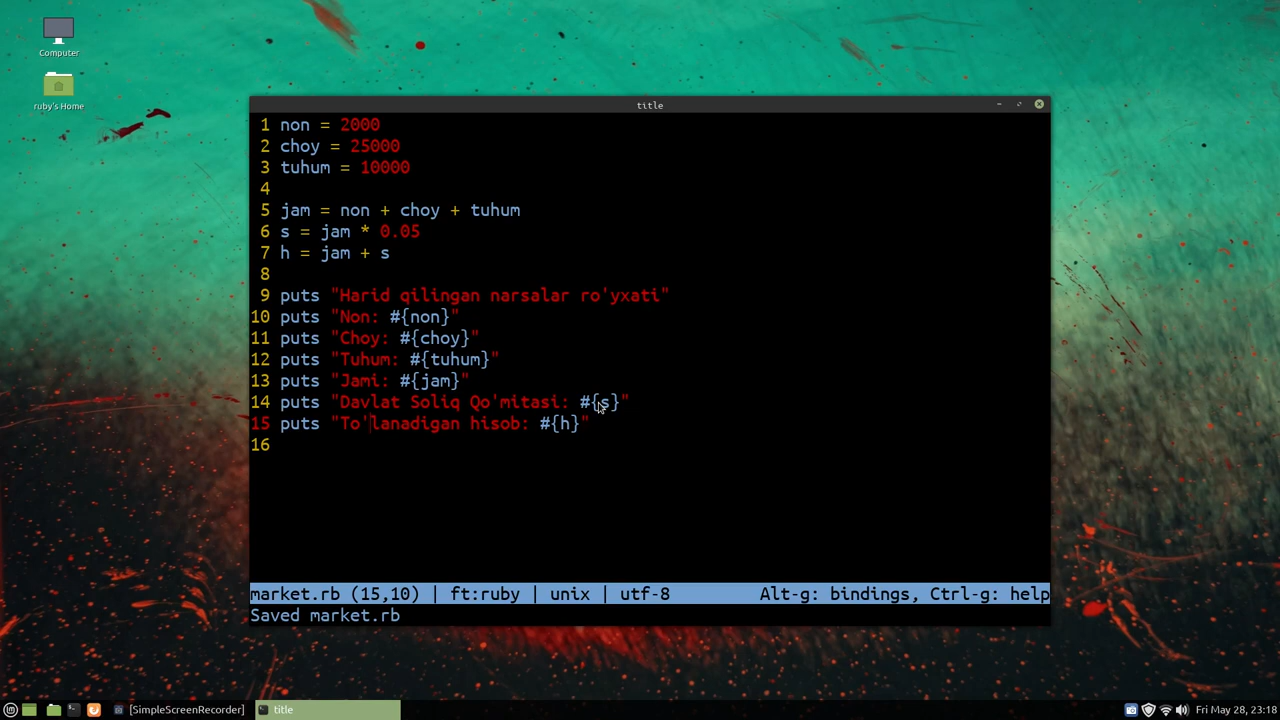 Computer
ruby's Home
title
1 non = 2000
2 choy = 25000
3 tuhum = 10000
4
5 jam = non + choy + tuhum
6 s = jam * 0.05
7 h = jam + s
8
9 puts "Harid qilingan narsalar ro'yxati"
10 puts "Non: #{non}"
11 puts "Choy: #{choy}"
12 puts "Tuhum: #{tuhum}"
13 puts "Jami: #{jam}"
14 puts "Davlat Soliq Qo'mitasi: #{s}"
15 puts "To'lanadigan hisob: #{h}"
16
market.rb (15,10) | ft:ruby | unix | utf-8 Alt-g: bindings, Ctrl-g: help
Saved market.rb
[SimpleScreenRecorder] title Fri May 28, 23:18